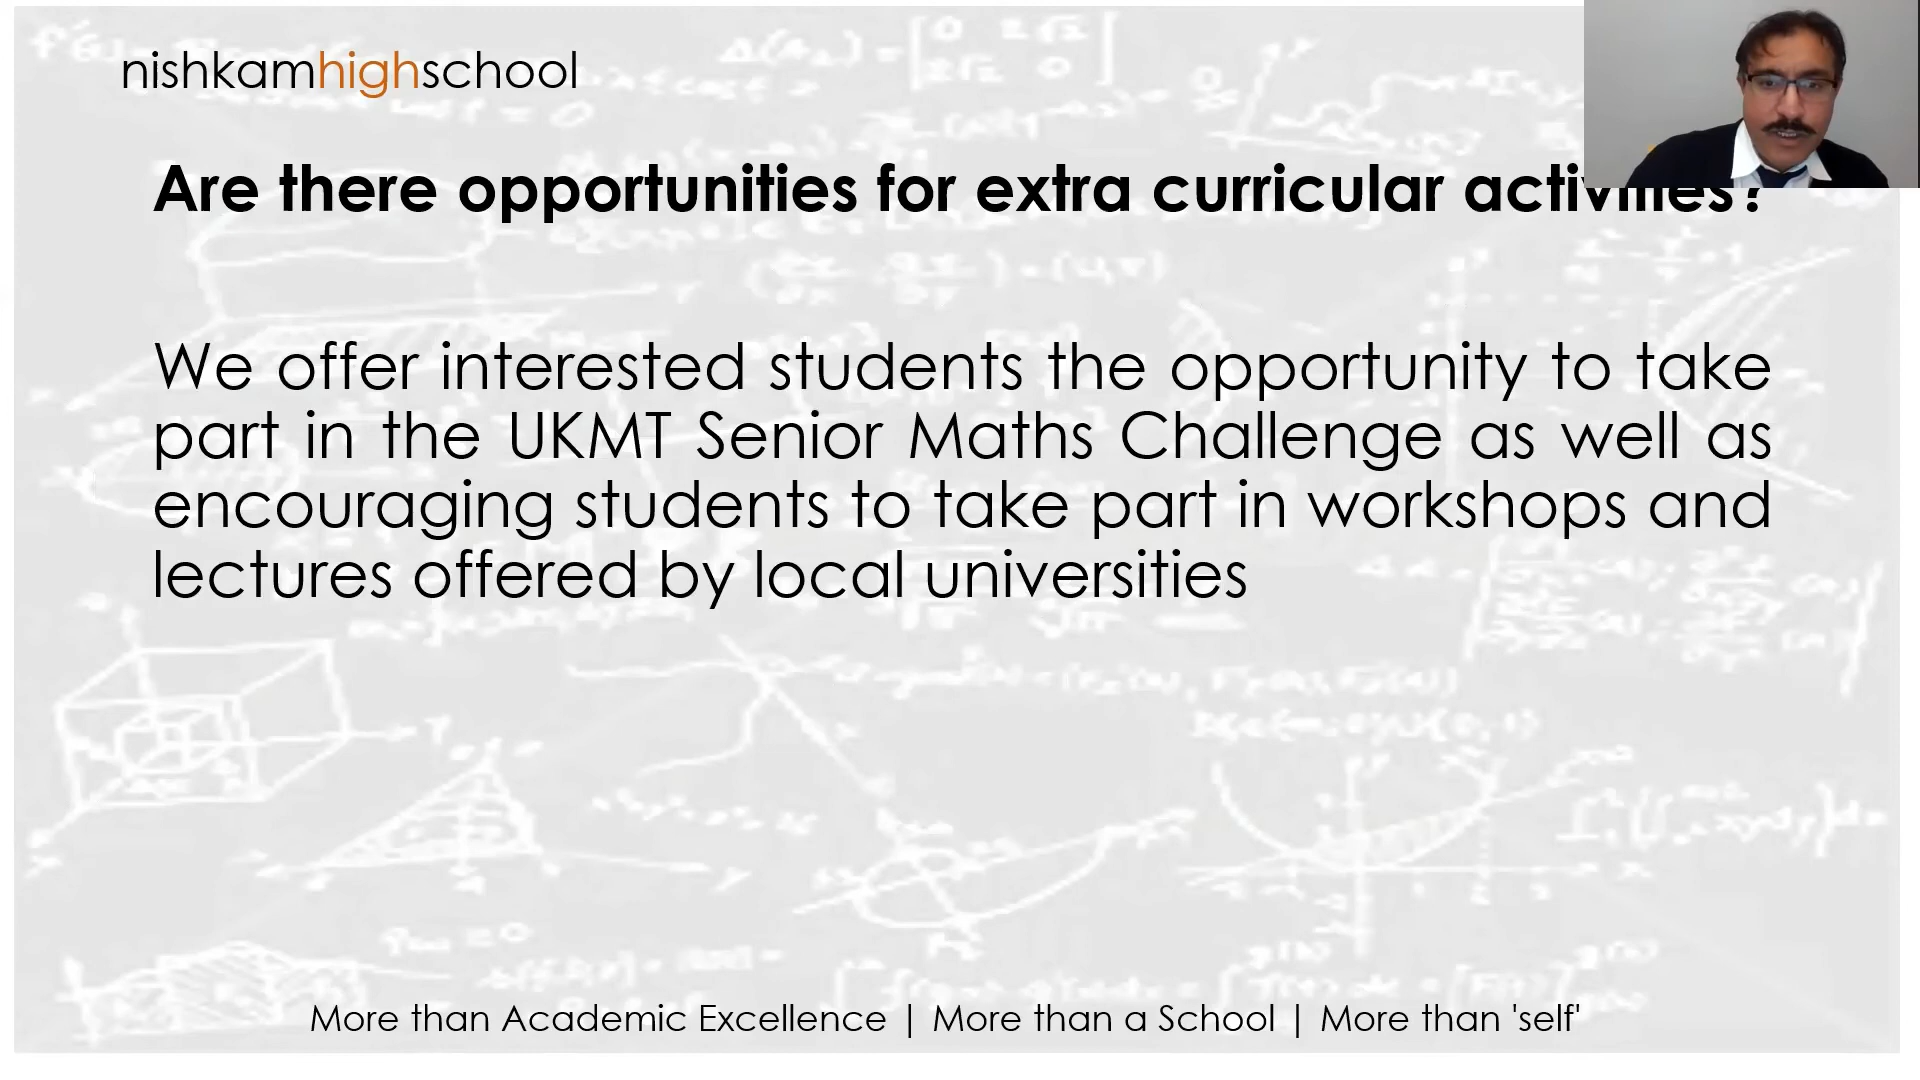 nishkamhighschool
Are there opportunities for extra curricular activities?
We offer interested students the opportunity to take
part in the UKMT Senior Maths Challenge as well as
encouraging students to take part in workshops and
lectures offered by local universities
More than Academic Excellence | More than a School | More than 'self'